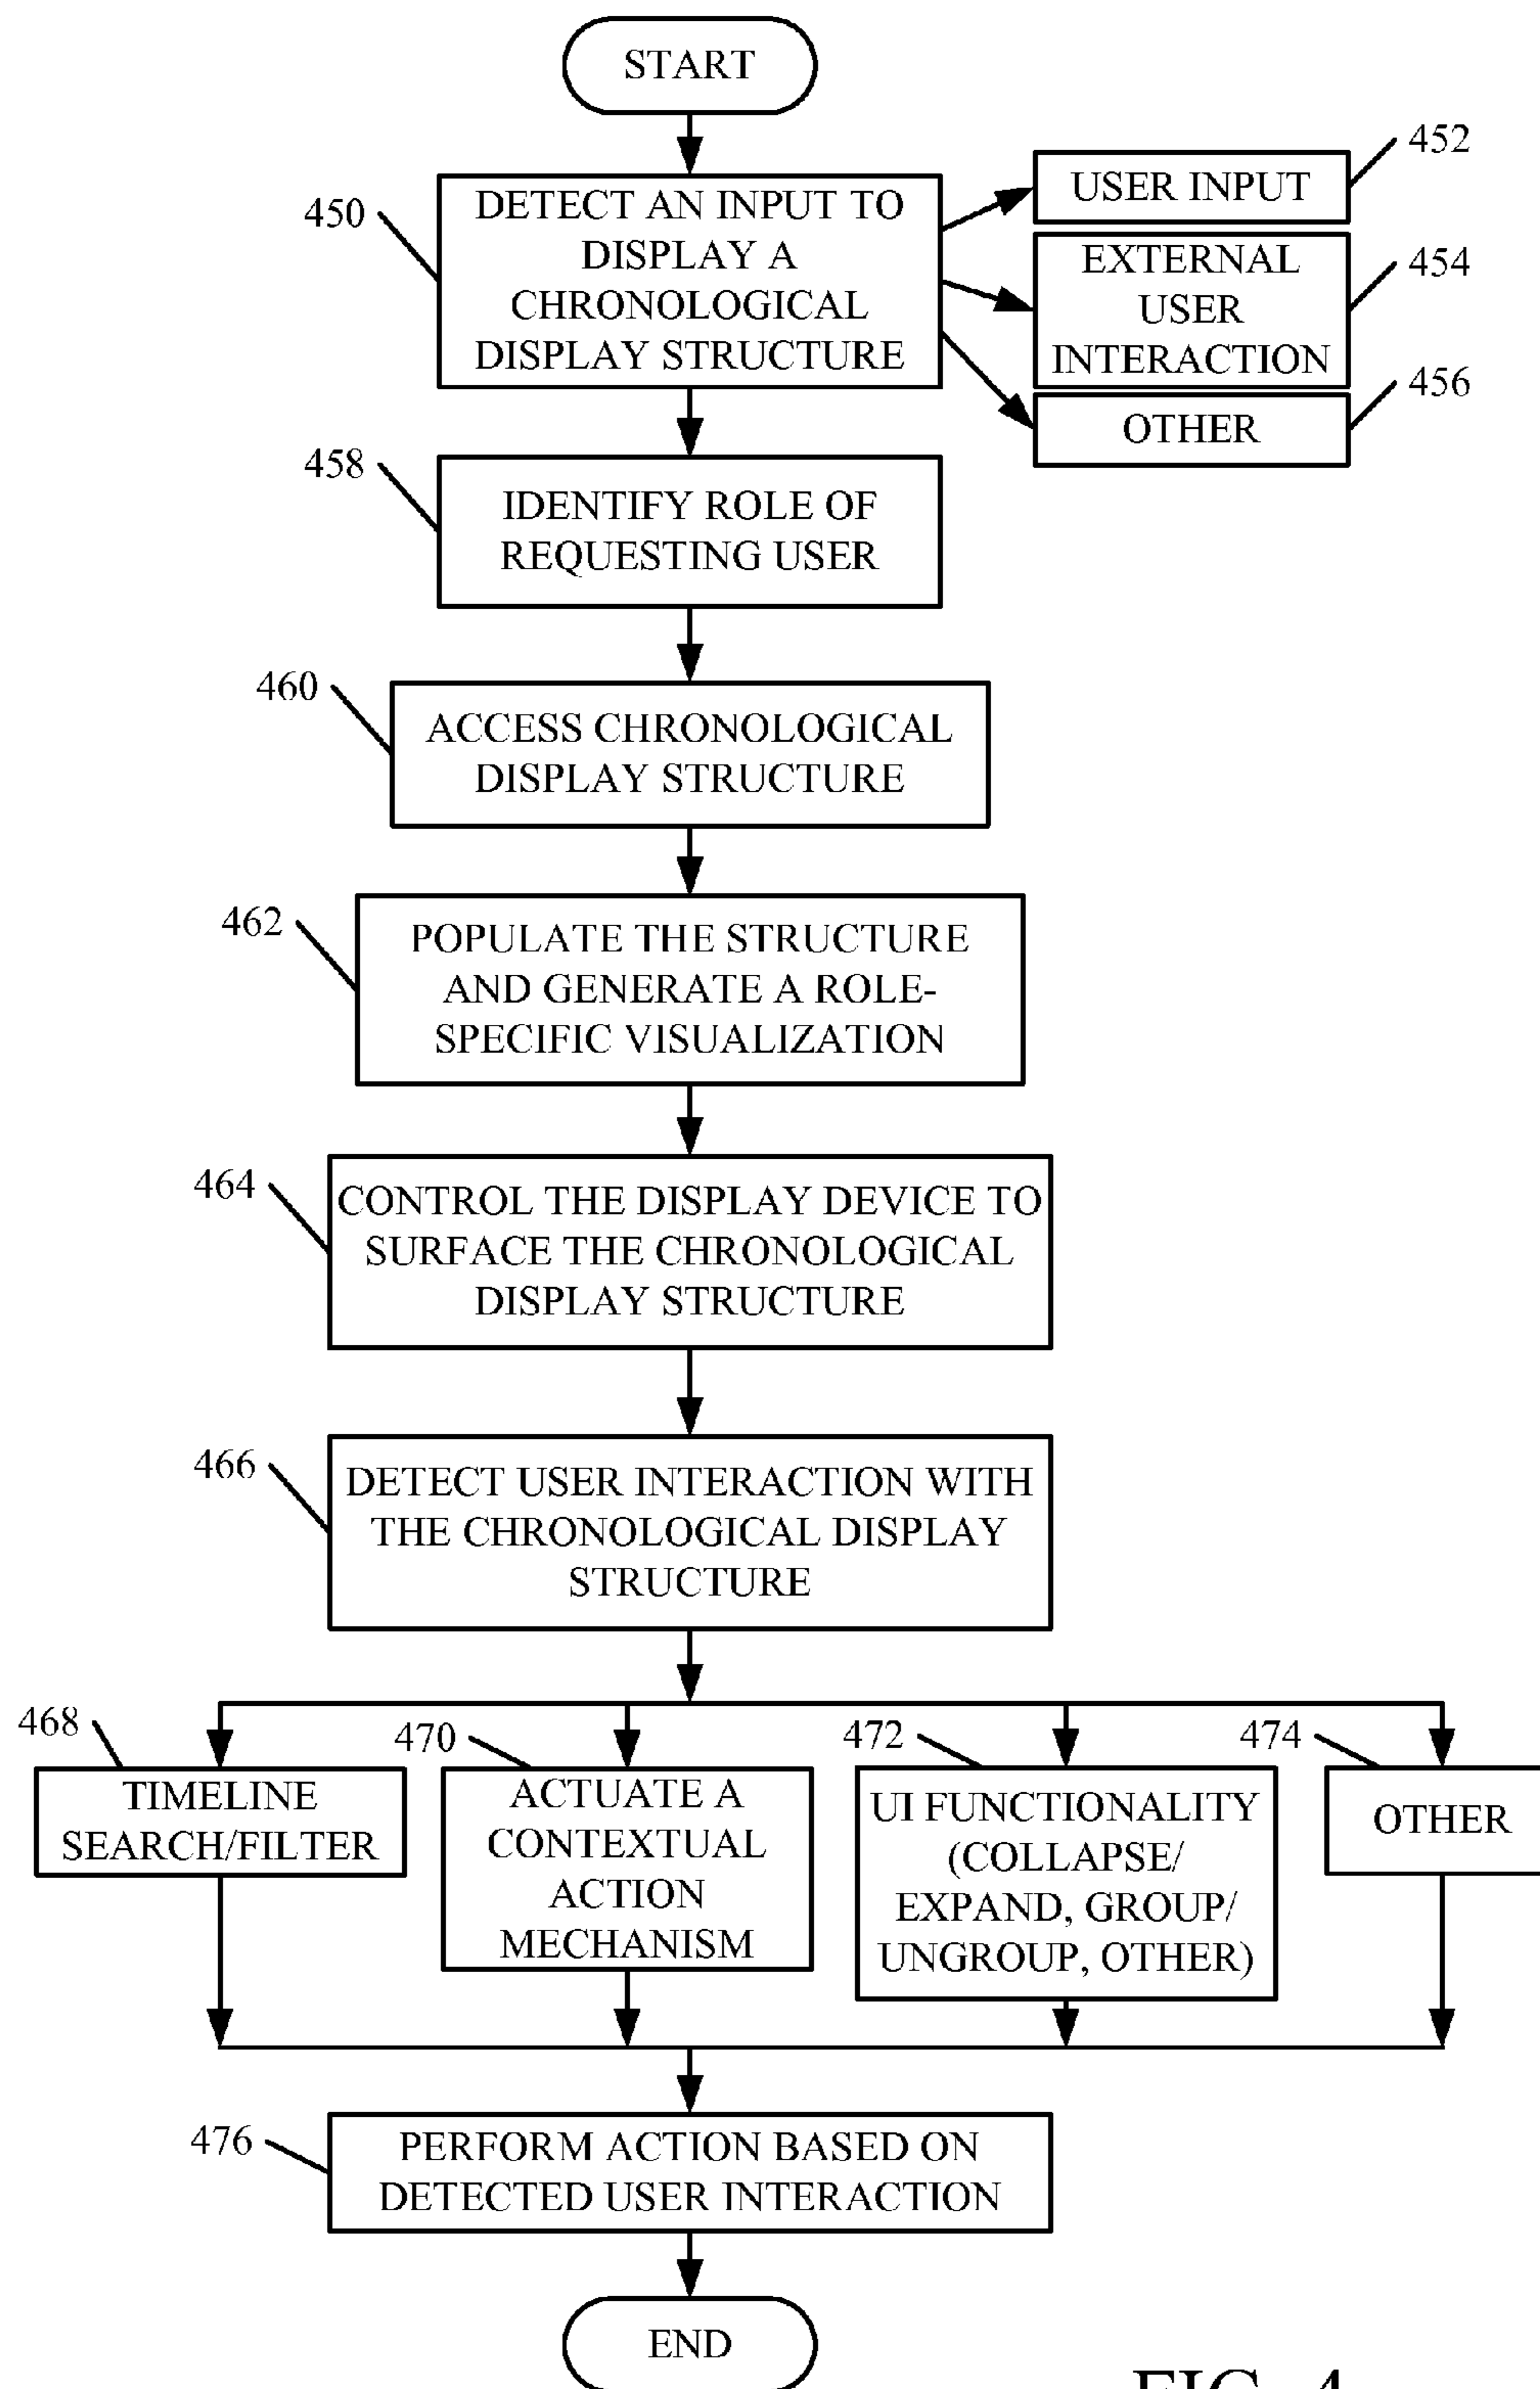 START
452
USER INPUT
450
DETECT AN INPUT TO
DISPLAY A
CHRONOLOGICAL
DISPLAY STRUCTURE
454
EXTERNAL
USER
INTERACTION
456
OTHER
458
IDENTIFY ROLE OF
REQUESTING USER
460
ACCESS CHRONOLOGICAL
DISPLAY STRUCTURE
462
POPULATE THE STRUCTURE
AND GENERATE A ROLE-
SPECIFIC VISUALIZATION
464
CONTROL THE DISPLAY DEVICE TO
SURFACE THE CHRONOLOGICAL
DISPLAY STRUCTURE
466
DETECT USER INTERACTION WITH
THE CHRONOLOGICAL DISPLAY
STRUCTURE
468
TIMELINE
SEARCH/FILTER
470
ACTUATE A
CONTEXTUAL
ACTION
MECHANISM
472
UI FUNCTIONALITY
(COLLAPSE/
EXPAND, GROUP/
UNGROUP, OTHER)
474
OTHER
476
PERFORM ACTION BASED ON
DETECTED USER INTERACTION
END
FIG. 4